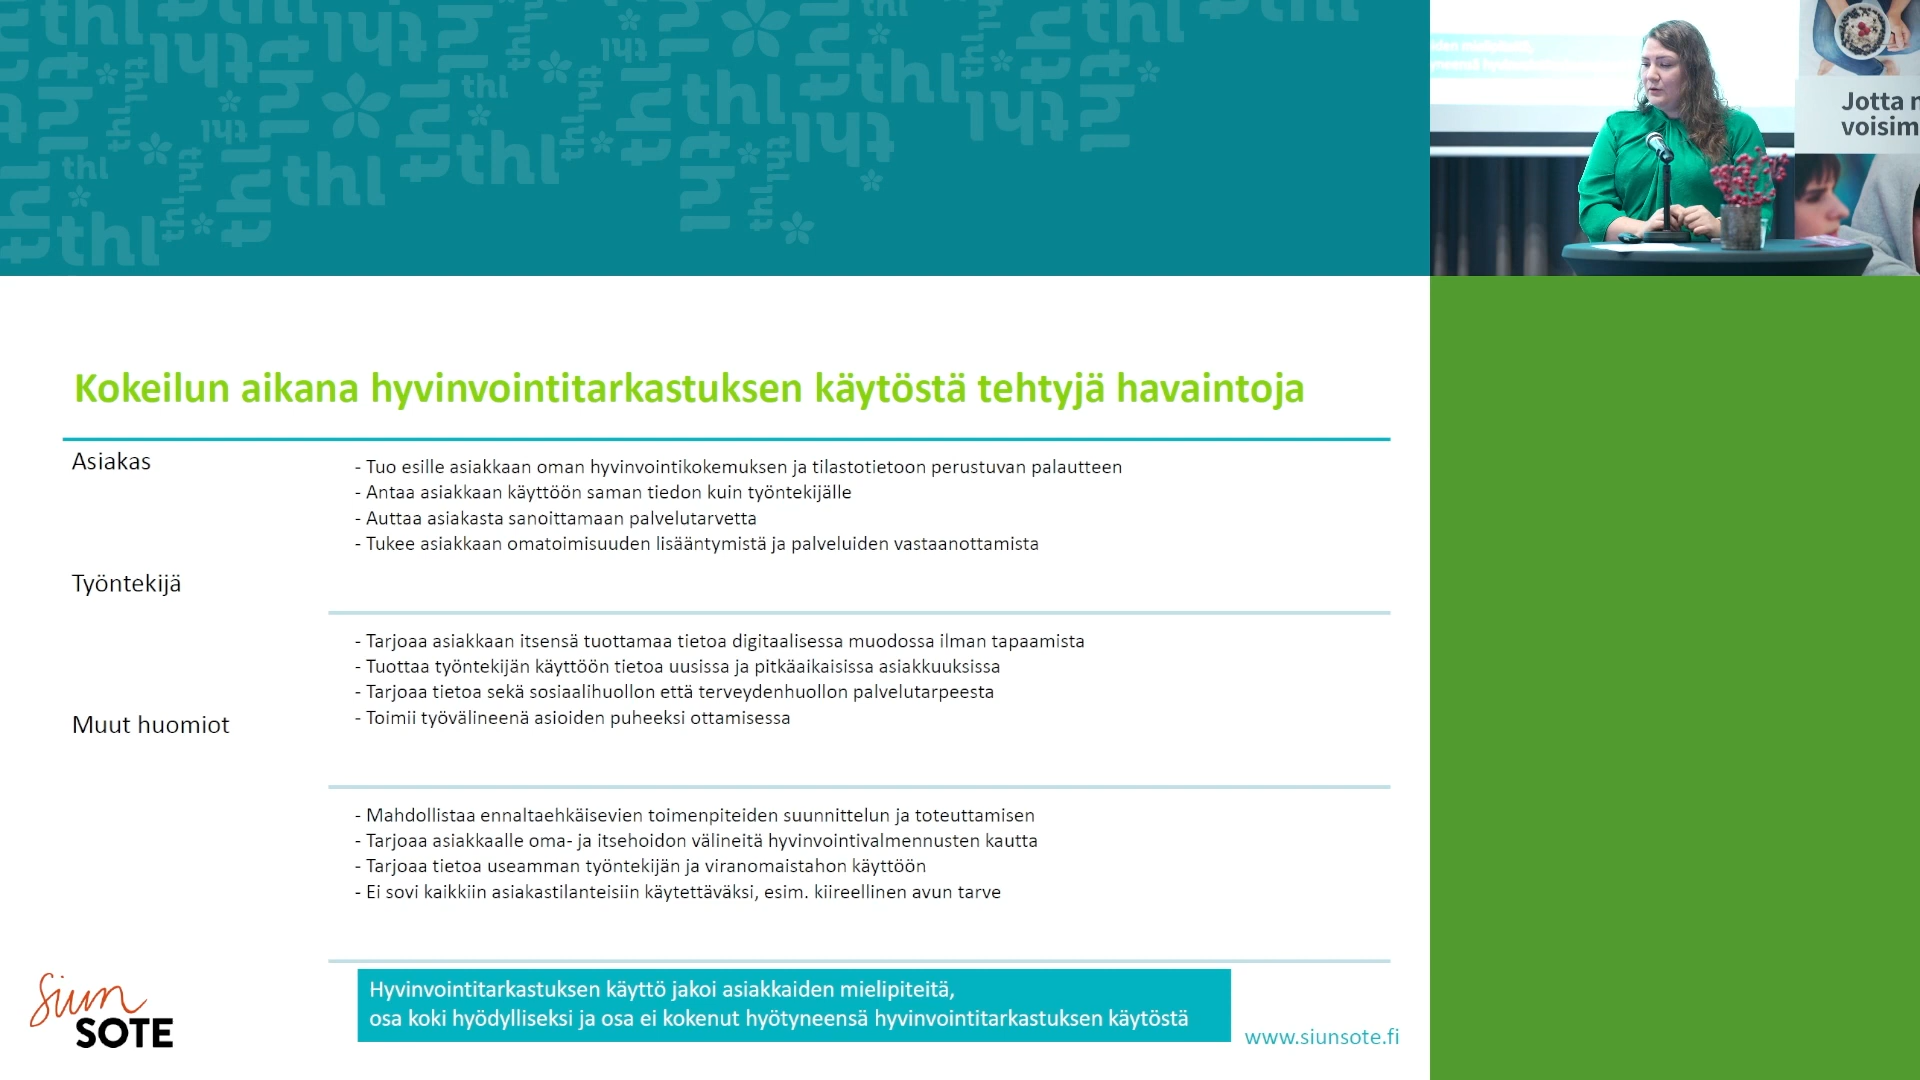 thl
Jotta
voisim
Kokeilun aikana hyvinvointitarkastuksen käytöstä tehtyjä havaintoja
Asiakas
- Tuo esille asiakkaan oman hyvinvointikokemuksen ja tilastotietoon perustuvan palautteen
- Antaa asiakkaan käyttöön saman tiedon kuin työntekijälle
- Auttaa asiakasta sanoittamaan palvelutarvetta
- Tukee asiakkaan omatoimisuuden lisääntymistä ja palveluiden vastaanottamista
Työntekijä
- Tarjoaa asiakkaan itsensä tuottamaa tietoa digitaalisessa muodossa ilman tapaamista
- Tuottaa työntekijän käyttöön tietoa uusissa ja pitkäaikaisissa asiakkuuksissa
- Tarjoaa tietoa sekä sosiaalihuollon että terveydenhuollon palvelutarpeesta
- Toimii työvälineenä asioiden puheeksi ottamisessa
Muut huomiot
- Mahdollistaa ennaltaehkäisevien toimenpiteiden suunnittelun ja toteuttamisen
- Tarjoaa asiakkaalle oma- ja itsehoidon välineitä hyvinvointivalmennusten kautta
- Tarjoaa tietoa useamman työntekijän ja viranomaistahon käyttöön
- Ei sovi kaikkiin asiakastilanteisiin käytettäväksi, esim. kiireellinen avun tarve
Hyvinvointitarkastuksen käyttö jakoi asiakkaiden mielipiteitä,
osa koki hyödylliseksi ja osa ei kokenut hyötyneensä hyvinvointitarkastuksen käytöstä
Siun
SOTE
www.siunsote.fi